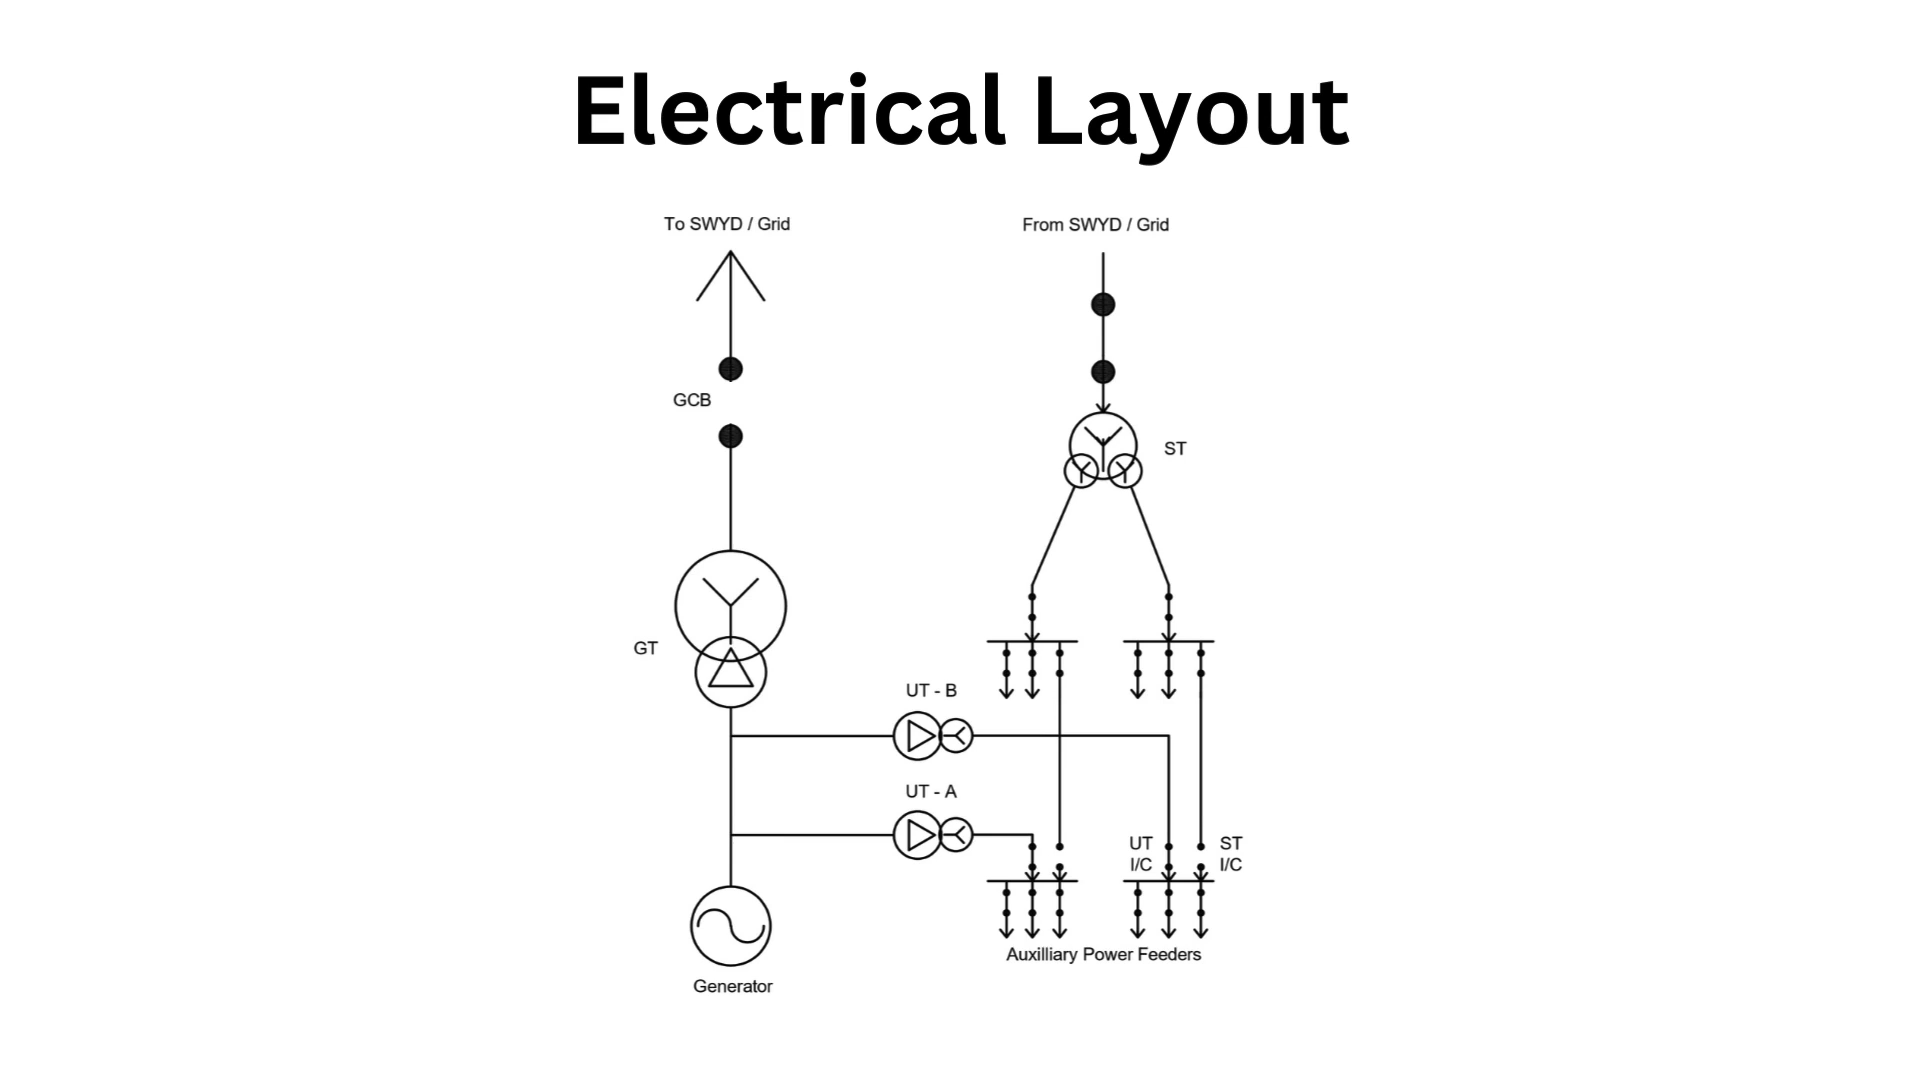 Electrical Layout
To SWYD / Grid
From SWYD / Grid
GCB
ST
GT
UT - B
UT - A
UT
I/C
ST
I/C
Auxilliary Power Feeders
Generator